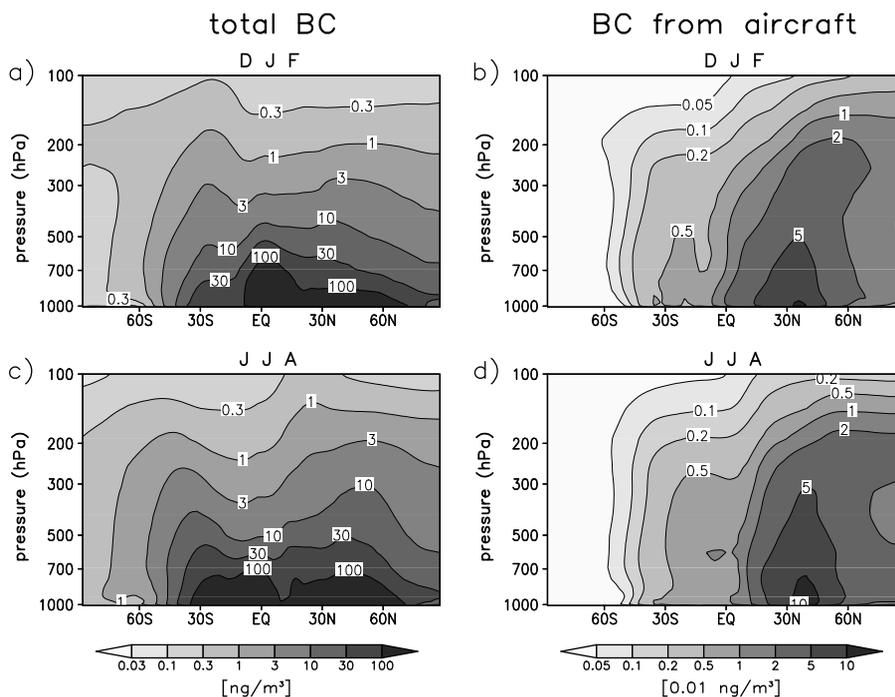 total BC
BC from aircraft
a)
D J F
b)
D J F
100
200
300
500
700
1000
pressure (hPa)
0.3
0.3
1
1
3
3
10
10
100
30
30
100
0.3
60S 30S EQ 30N 60N
100
200
300
500
700
1000
pressure (hPa)
0.05
0.1
0.2
0.5
1
2
5
60S 30S EQ 30N 60N
c)
J J A
d)
J J A
100
200
300
500
700
1000
pressure (hPa)
0.3
1
1
3
3
10
10
30
30
100
100
1
60S 30S EQ 30N 60N
100
200
300
500
700
1000
pressure (hPa)
0.2
0.5
0.1
1
0.2
2
0.5
5
10
60S 30S EQ 30N 60N
0.03 0.1 0.3 1 3 10 30 100
[ng/m³]
0.05 0.1 0.2 0.5 1 2 5 10
[0.01 ng/m³]